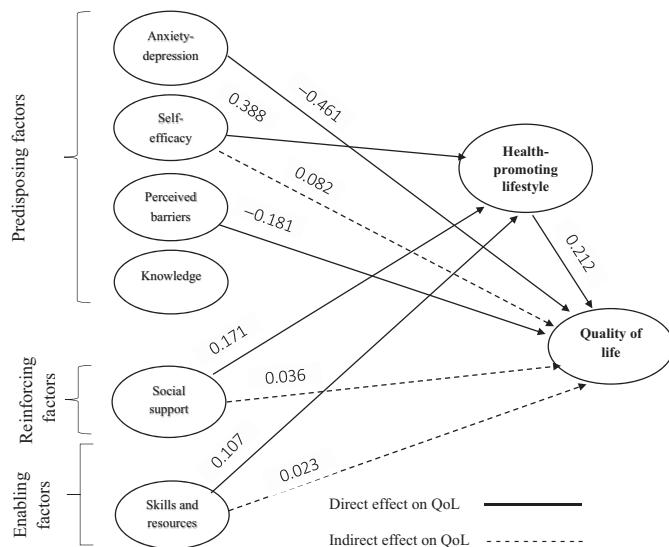 Predisposing factors
Anxiety-
depression
Self-
efficacy
Perceived
barriers
Knowledge
Reinforcing
factors
Social
support
Enabling
factors
Skills and
resources
−0.461
0.388
0.082
−0.181
0.171
0.036
0.107
0.023
Health-
promoting
lifestyle
0.212
Quality of
life
Direct effect on QoL
Indirect effect on QoL